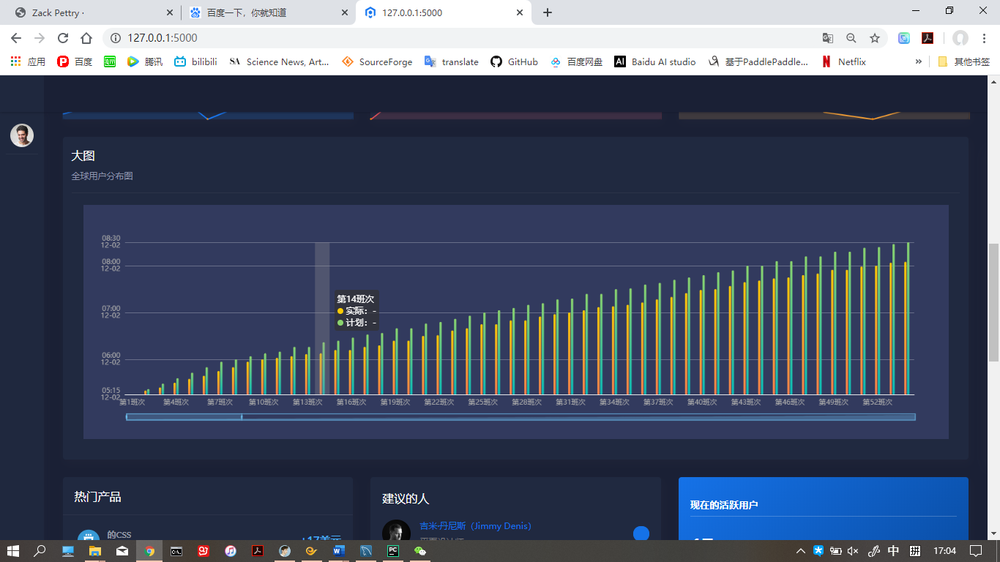 Zack Pettry ·
百度一下，你就知道
127.0.0.1:5000
127.0.0.1:5000
应用
百度
腾讯
bilibili
SA
Science News, Art...
SourceForge
translate
GitHub
百度网盘
AI
Baidu AI studio
基于PaddlePaddle...
Netflix
»
其他书签
大图
全球用户分布图
08:30
12-02
08:00
12-02
07:00
12-02
06:00
12-02
05:15
12-02
第14班次
实际: -
计划: -
第1班次
第4班次
第7班次
第10班次
第13班次
第16班次
第19班次
第22班次
第25班次
第28班次
第31班次
第34班次
第37班次
第40班次
第43班次
第46班次
第49班次
第52班次
热门产品
的CSS
+17美元
建议的人
吉米·丹尼斯（Jimmy Denis）
平面设计师
现在的活跃用户
中
拼
17:04